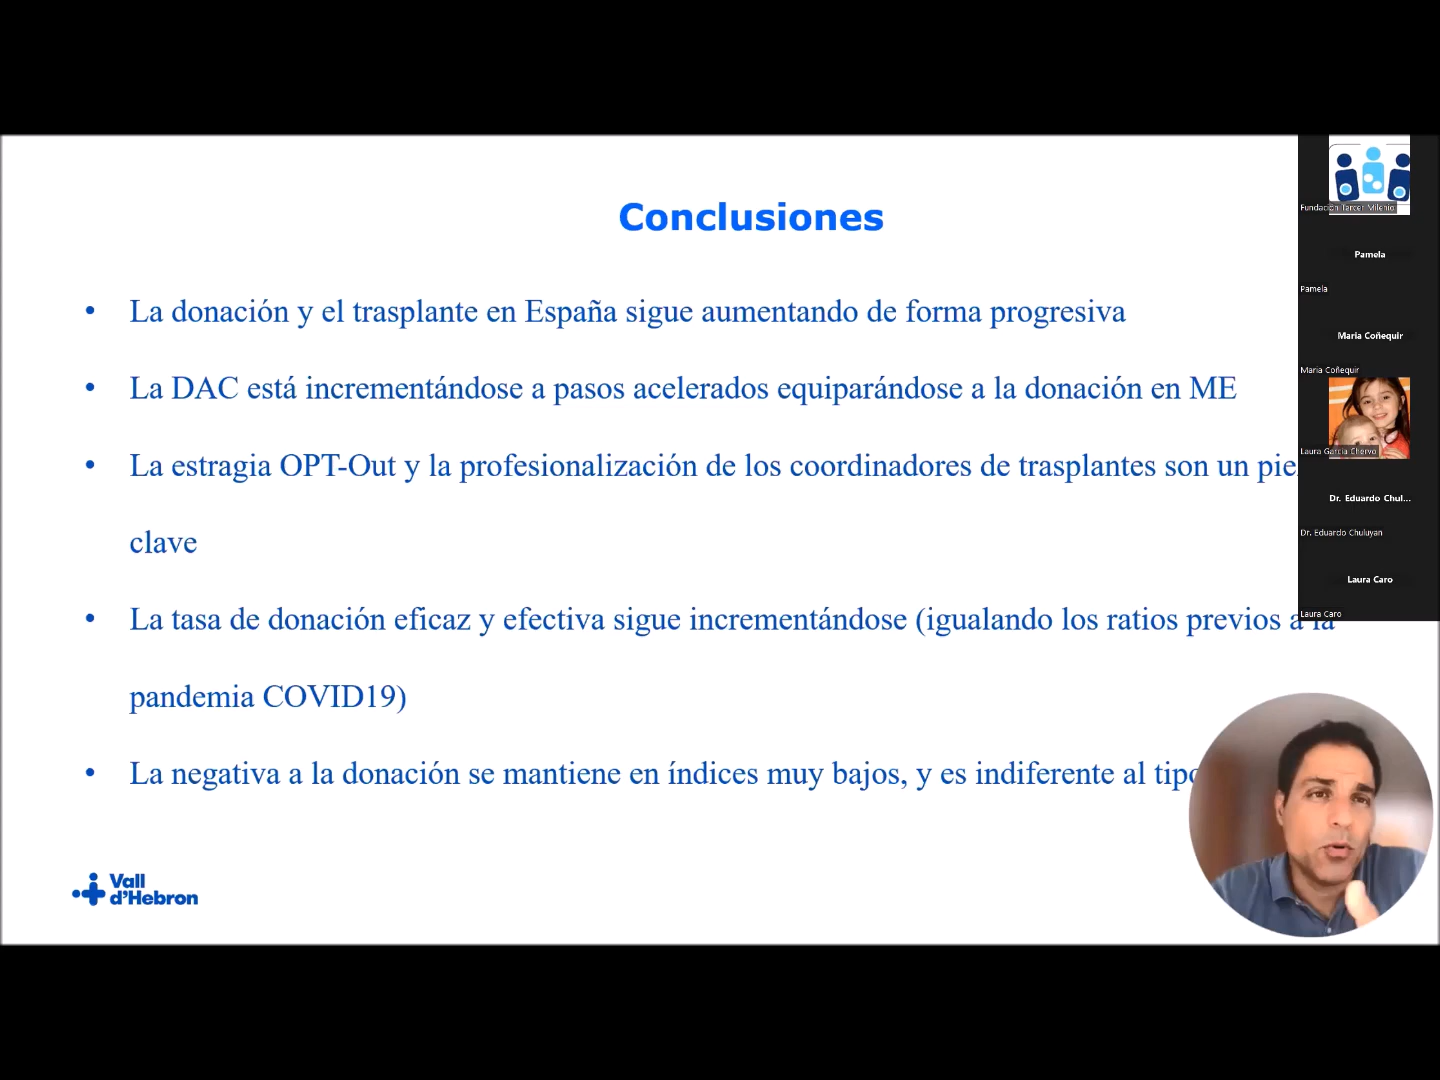 Conclusiones
• La donación y el trasplante en España sigue aumentando de forma progresiva
• La DAC está incrementándose a pasos acelerados equiparándose a la donación en ME
• La estragia OPT-Out y la profesionalización de los coordinadores de trasplantes son un
clave
• La tasa de donación eficaz y efectiva sigue incrementándose (igualando los ratios previos a la
pandemia COVID19)
• La negativa a la donación se mantiene en índices muy bajos, y es indiferente al tipo
Vall
d'Hebron
Fundación Tercer Milenio
Pamela
Pamela
Maria Coñequir
Maria Coñequir
Laura Garcia Chervo
Dr. Eduardo Chul...
Dr. Eduardo Chuluyan
Laura Caro
Laura Caro